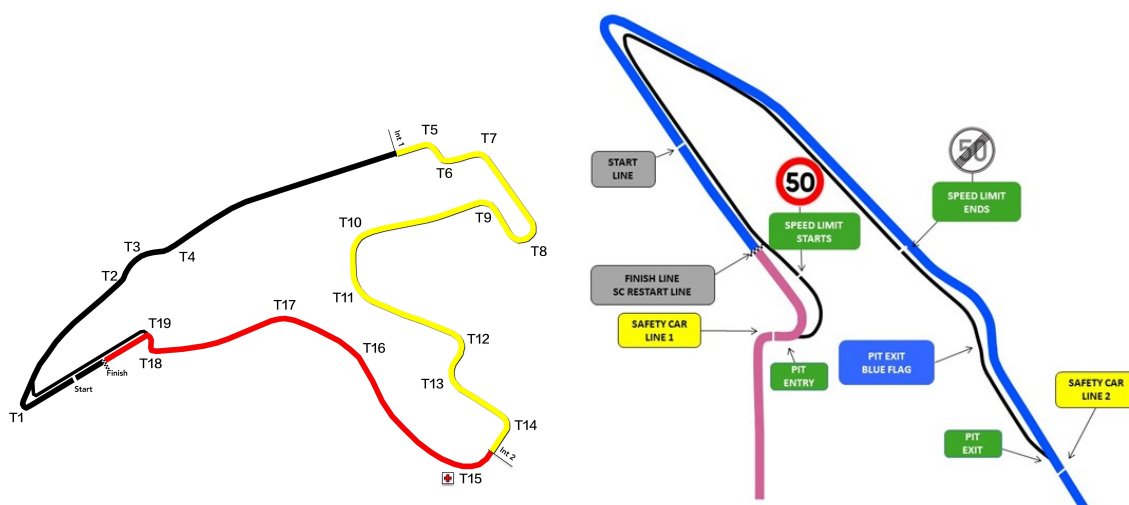 Int 1
T5
T7
T6
T10
T9
T8
T3
T4
T2
T11
T17
T19
T12
T18
T16
Finish
Start
T13
T1
T14
Int 2
T15
START
LINE
50
SPEED LIMIT
STARTS
50
SPEED LIMIT
ENDS
FINISH LINE
SC RESTART LINE
SAFETY CAR
LINE 1
PIT
ENTRY
PIT EXIT
BLUE FLAG
SAFETY CAR
LINE 2
PIT
EXIT